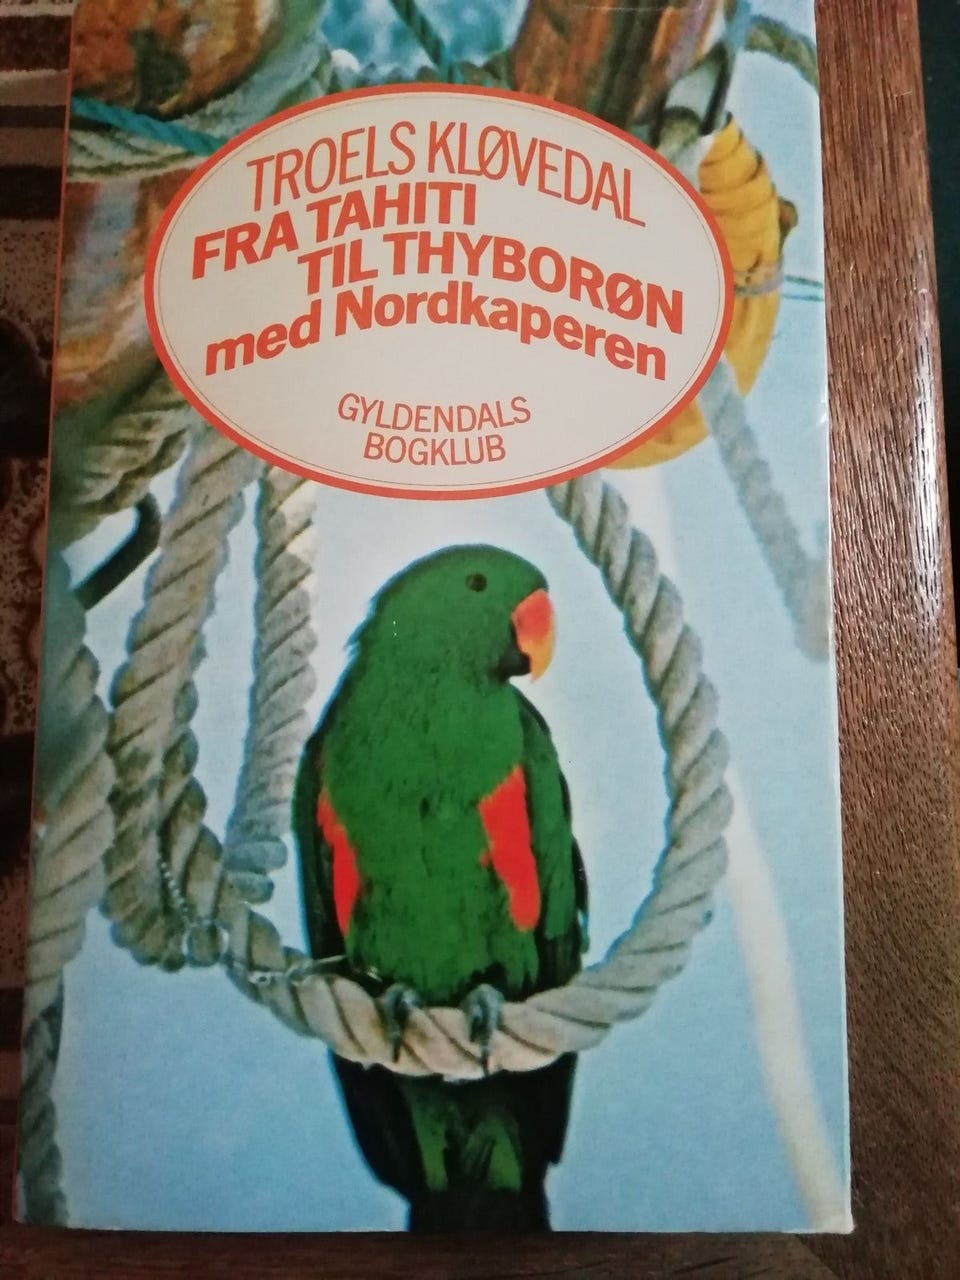 TROELS KLØVEDAL
FRA TAHITI
TIL THYBORØN
med Nordkaperen
GYLDENDALS
BOGKLUB